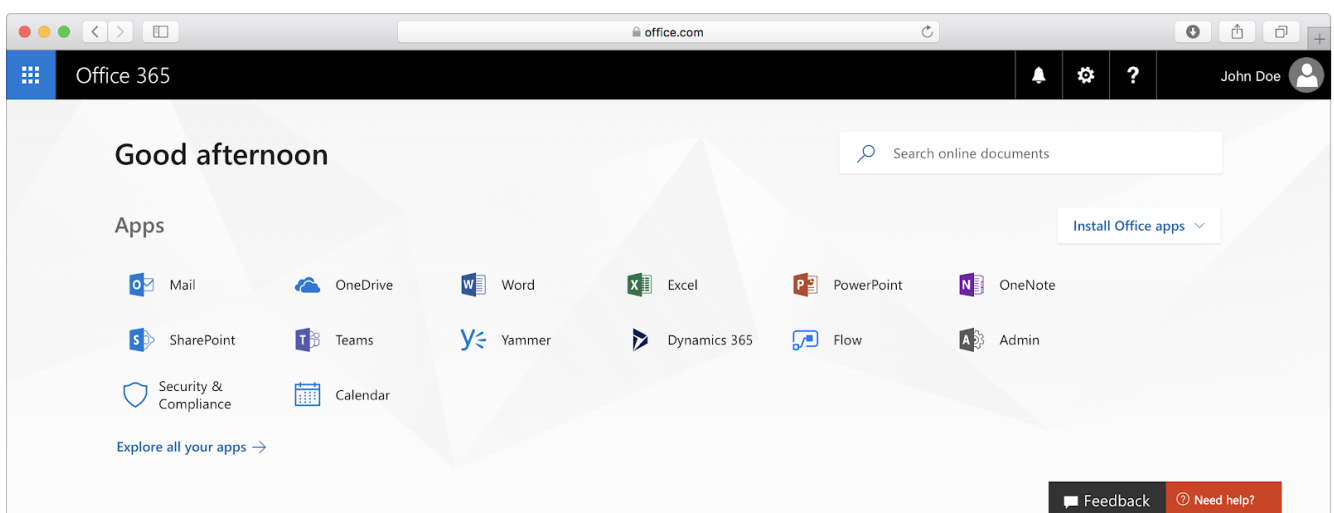 office.com
Office 365
? John Doe
Good afternoon
Search online documents
Apps
Install Office apps
Mail OneDrive Word Excel PowerPoint OneNote
SharePoint Teams Yammer Dynamics 365 Flow Admin
Security &
Compliance
Calendar
Explore all your apps →
Feedback ? Need help?